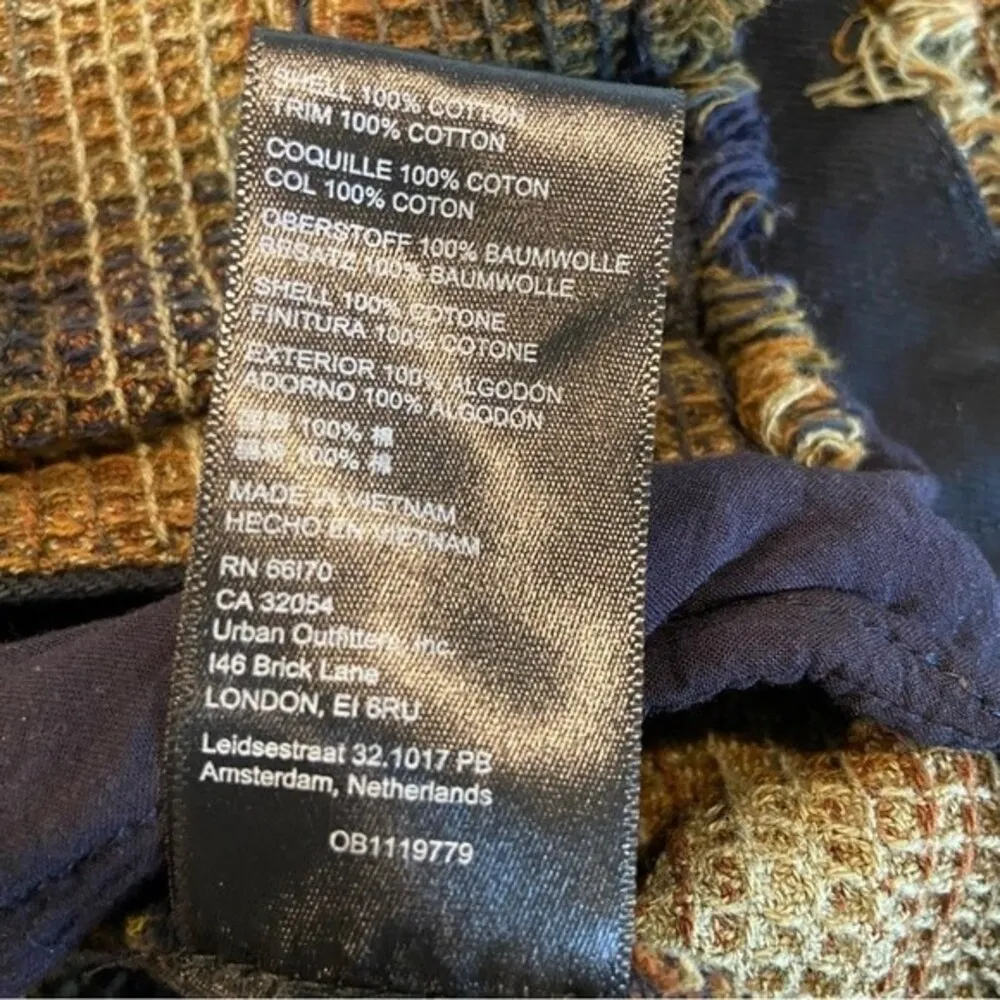 SHELL 100% COTTON
TRIM 100% COTTON
COQUILLE 100% COTON
COL 100% COTON
OBERSTOFF 100% BAUMWOLLE
BESATZ 100% BAUMWOLLE
SHELL 100% COTONE
FINITURA 100% COTONE
EXTERIOR 100% ALGODÓN
ADORNO 100% ALGODÓN
100% 棉
100% 棉
MADE IN VIETNAM
HECHO EN VIETNAM
RN 66170
CA 32054
Urban Outfitters, Inc
146 Brick Lane
LONDON, E1 6RU
Leidsestraat 32.1017 PB
Amsterdam, Netherlands
OB1119779